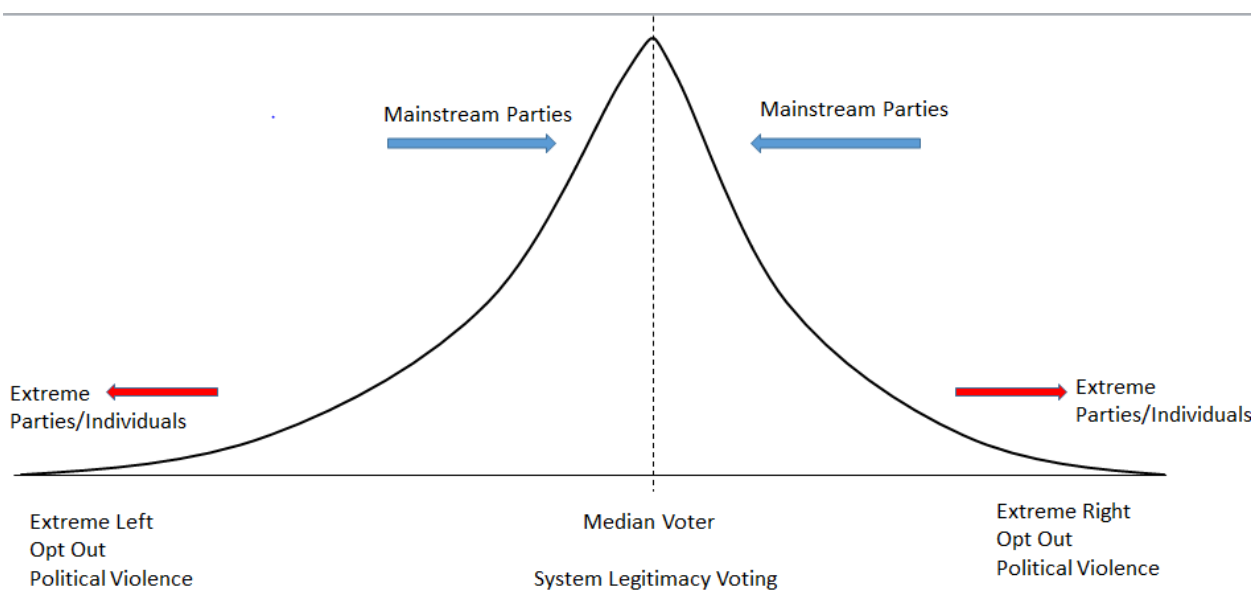 Mainstream Parties
Mainstream Parties
Extreme
Parties/Individuals
Extreme
Parties/Individuals
Extreme Left
Opt Out
Political Violence
Median Voter
System Legitimacy Voting
Extreme Right
Opt Out
Political Violence